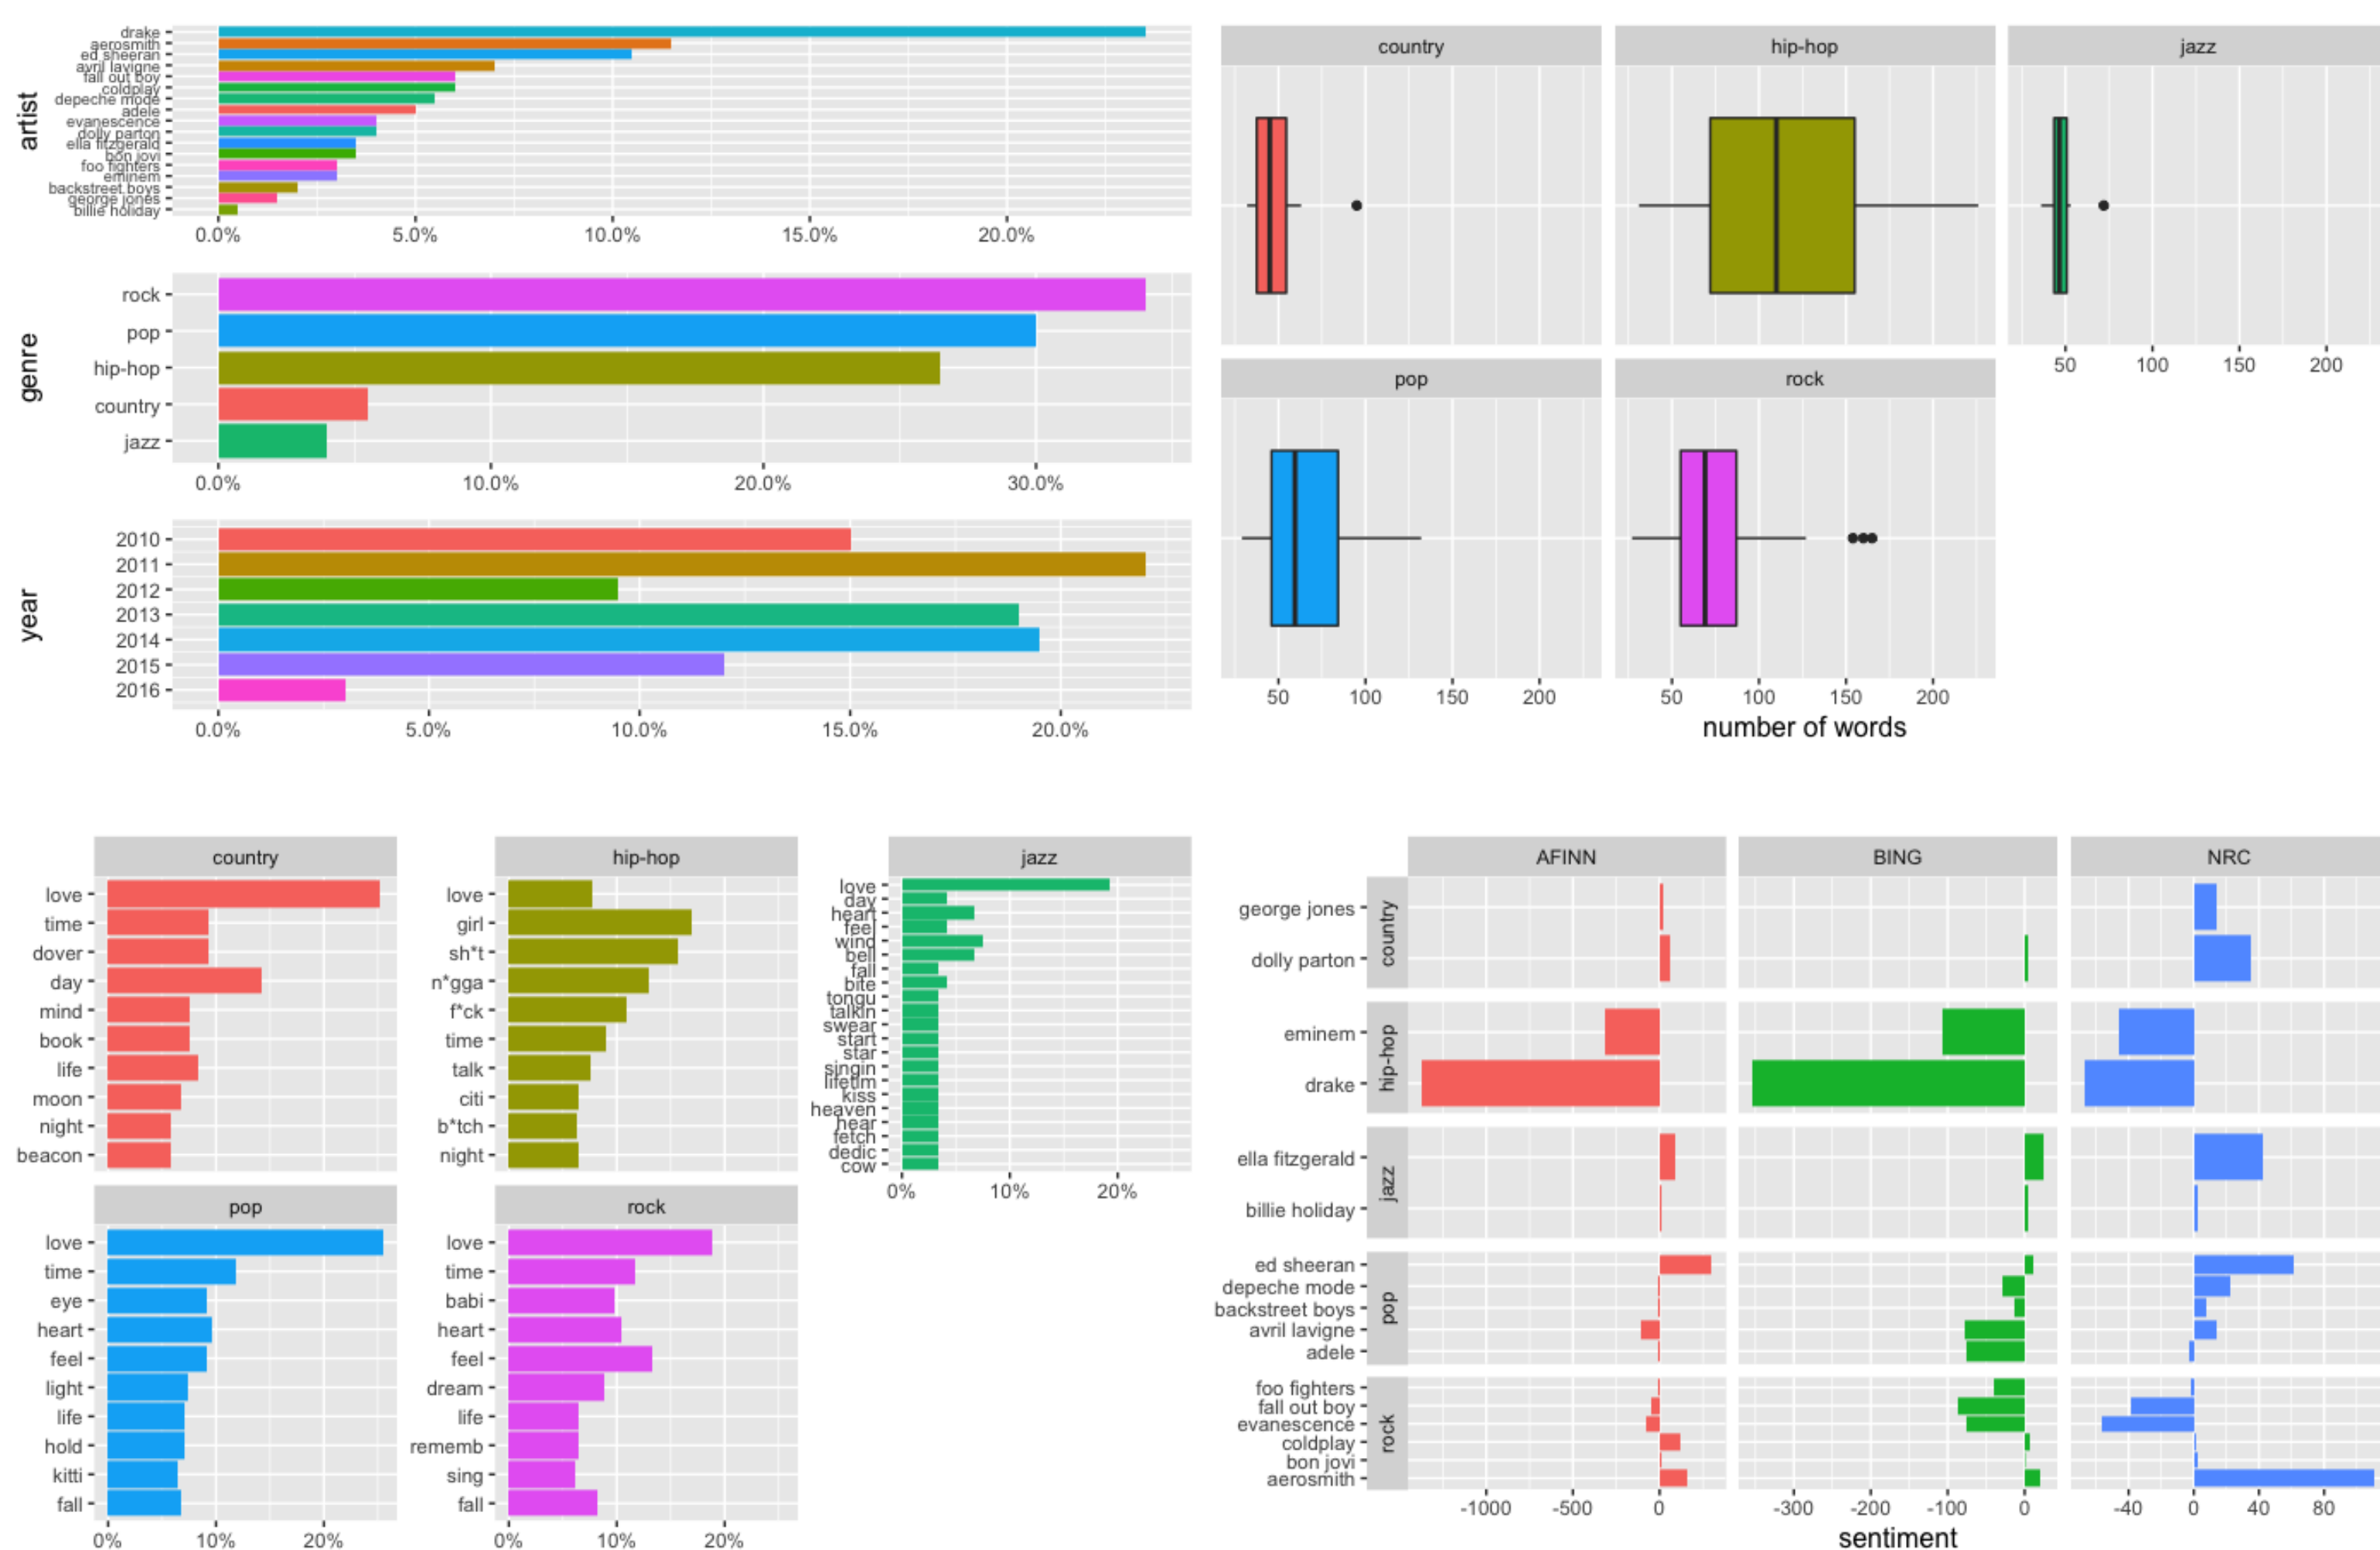 artist
drake
aerosmith
ed sheeran
avril lavigne
fall out boy
coldplay
depeche mode
adele
evanescence
dolly parton
ella fitzgerald
bon jovi
foo fighters
eminem
backstreet boys
george jones
billie holiday
0.0% 5.0% 10.0% 15.0% 20.0%
genre
rock
pop
hip-hop
country
jazz
0.0% 10.0% 20.0% 30.0%
year
2010
2011
2012
2013
2014
2015
2016
0.0% 5.0% 10.0% 15.0% 20.0%
country hip-hop jazz
50 100 150 200
pop rock
50 100 150 200 50 100 150 200
number of words
country
love
time
dover
day
mind
book
life
moon
night
beacon
hip-hop
love
girl
sh*t
n*gga
f*ck
time
talk
citi
b*tch
night
jazz
love
day
heart
feel
wind
bell
fall
bite
tongu
talkin
swear
start
star
singin
lifetim
kiss
heaven
hear
fetch
dedic
cow
0% 10% 20%
pop
love
time
eye
heart
feel
light
life
hold
kitti
fall
0% 10% 20%
rock
love
time
babi
heart
feel
dream
life
rememb
sing
fall
0% 10% 20%
AFINN BING NRC
country
george jones
dolly parton
hip-hop
eminem
drake
jazz
ella fitzgerald
billie holiday
pop
ed sheeran
depeche mode
backstreet boys
avril lavigne
adele
rock
foo fighters
fall out boy
evanescence
coldplay
bon jovi
aerosmith
-1000 -500 0 -300 -200 -100 0 -40 0 40 80
sentiment